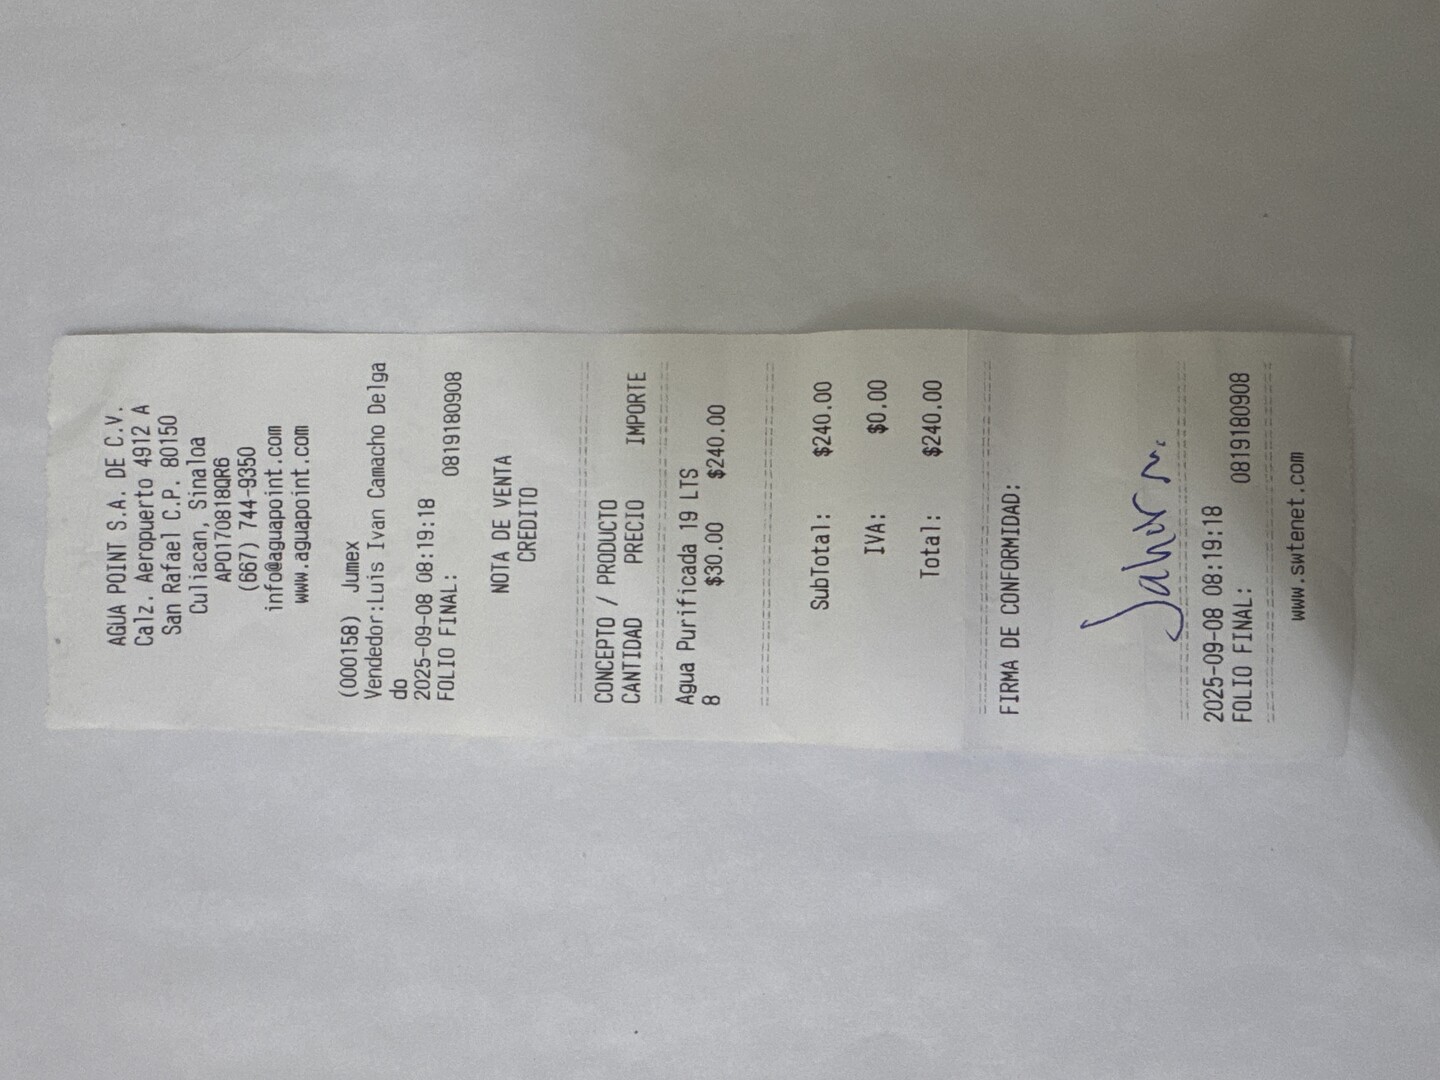 AGUA POINT S.A. DE C.V.
Calz. Aeropuerto 4912 A
San Rafael C.P. 80150
Culiacan, Sinaloa
APO170818QR6
(667) 744-9350
info@aguapoint.com
www.aguapoint.com
(000158) Jumex
Vendedor:Luis Ivan Camacho Delga
do
2025-09-08 08:19:18
FOLIO FINAL: 0819180908
NOTA DE VENTA
CREDITO
CONCEPTO / PRODUCTO
CANTIDAD PRECIO IMPORTE
Agua Purificada 19 LTS
8 $30.00 $240.00
SubTotal: $240.00
IVA: $0.00
Total: $240.00
FIRMA DE CONFORMIDAD:
2025-09-08 08:19:18
FOLIO FINAL: 0819180908
www.swtenet.com